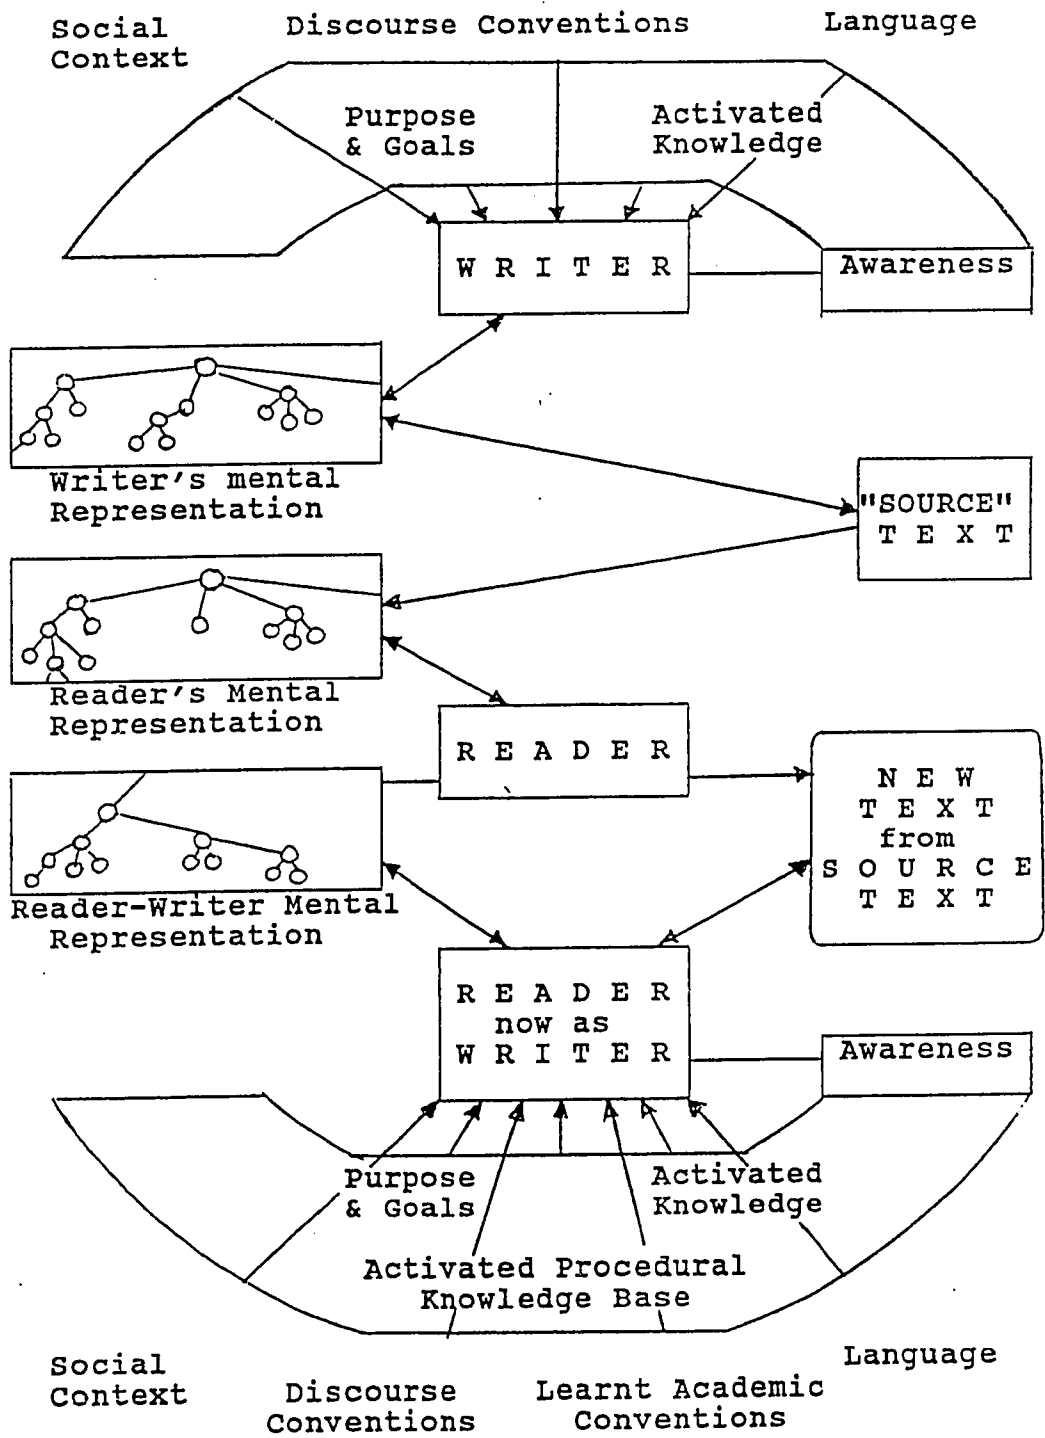 Social
Context
Discourse Conventions
Language
Purpose
& Goals
Activated
Knowledge
W R I T E R
Awareness
Writer's mental
Representation
"SOURCE"
T E X T
Reader's Mental
Representation
R E A D E R
N E W
T E X T
from
S O U R C E
T E X T
Reader-Writer Mental
Representation
R E A D E R
now as
W R I T E R
Awareness
Purpose
& Goals
Activated
Knowledge
Activated Procedural
Knowledge Base
Social
Context
Discourse
Conventions
Learnt Academic
Conventions
Language